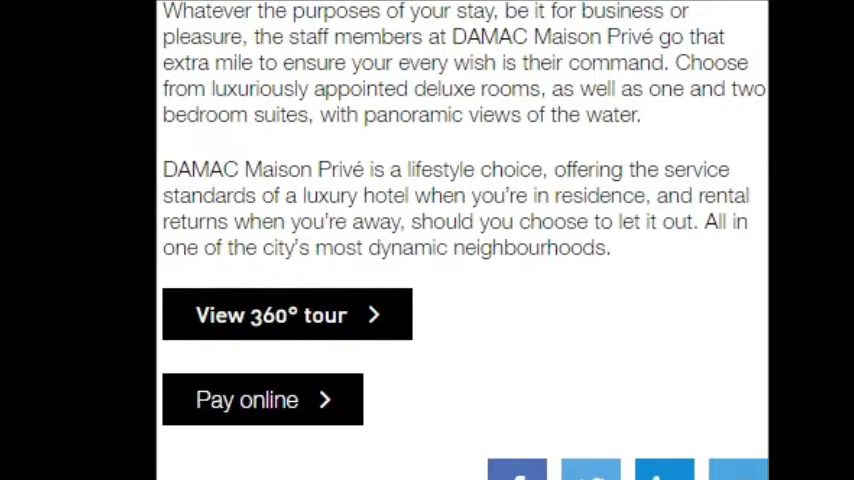 Whatever the purposes of your stay, be it for business or
pleasure, the staff members at DAMAC Maison Privé go that
extra mile to ensure your every wish is their command. Choose
from luxuriously appointed deluxe rooms, as well as one and two
bedroom suites, with panoramic views of the water.
DAMAC Maison Privé is a lifestyle choice, offering the service
standards of a luxury hotel when you're in residence, and rental
returns when you're away, should you choose to let it out. All in
one of the city's most dynamic neighbourhoods.
View 360° tour
Pay online